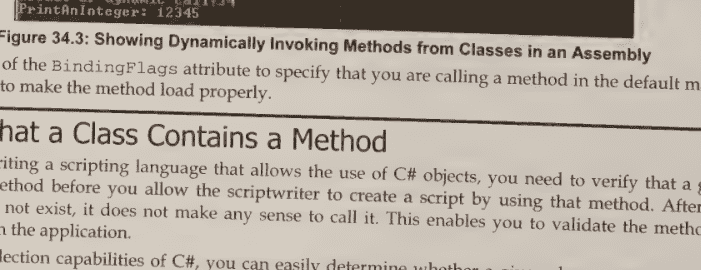 PrintAnInteger: 12345
Figure 34.3: Showing Dynamically Invoking Methods from Classes in an Assembly
of the BindingFlags attribute to specify that you are calling a method in the default m
to make the method load properly.
hat a Class Contains a Method
riting a scripting language that allows the use of C# objects, you need to verify that a g
ethod before you allow the scriptwriter to create a script by using that method. After
not exist, it does not make any sense to call it. This enables you to validate the metho
n the application.
lection capabilities of C#, you can easily determine whether a